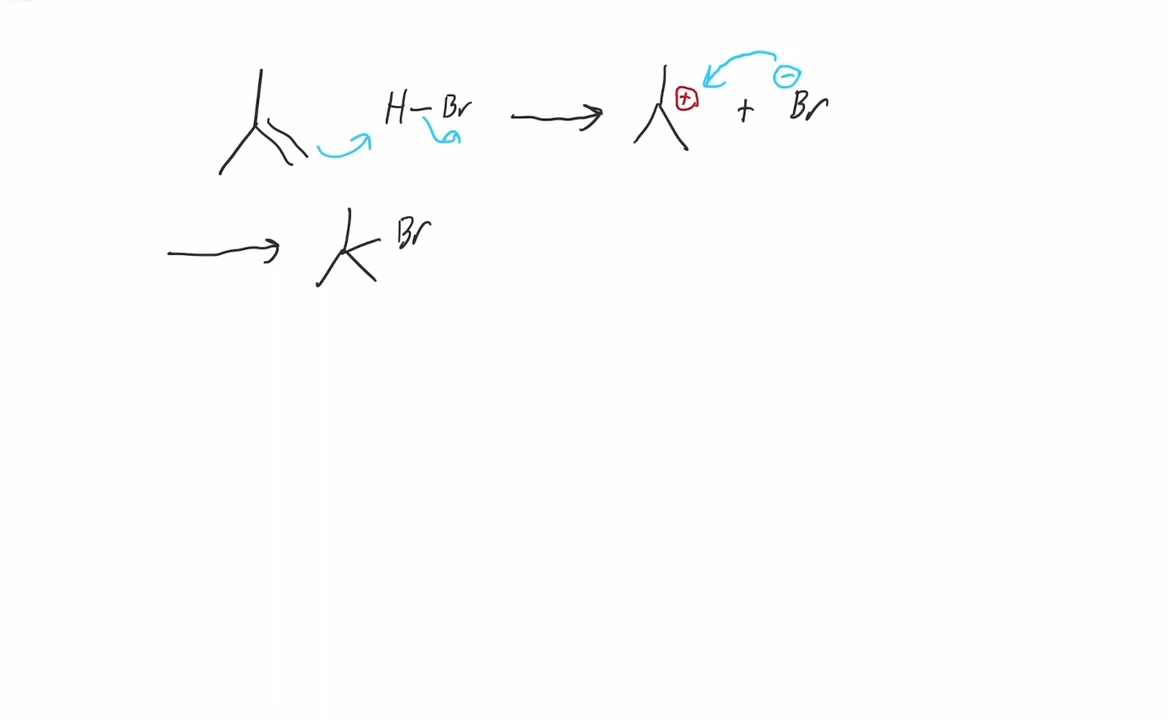 H-Br ⟶ ⊕ + ⊖Br
⟶ Br